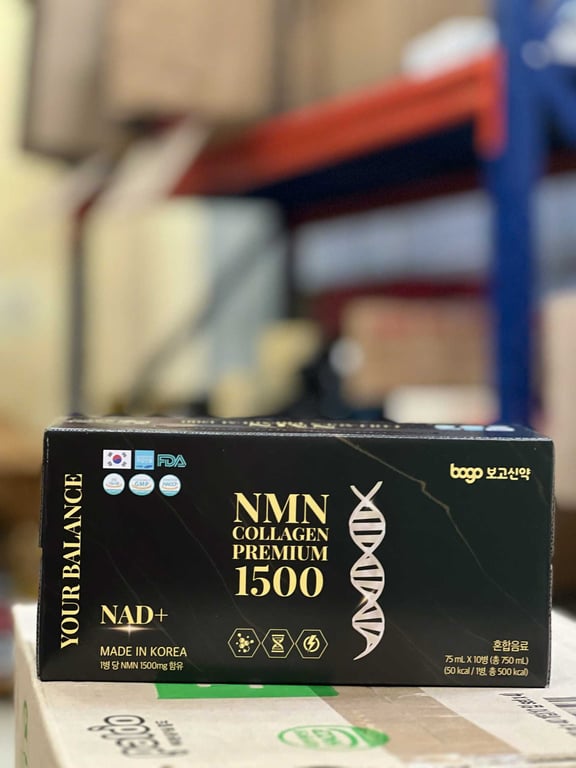 FDA
G.M.P
HACCP
bogo 보고신약
YOUR BALANCE
NMN
COLLAGEN
PREMIUM
1500
NAD+
MADE IN KOREA
1병 당 NMN 1500mg 함유
혼합음료
75 mL X 10병 (총 750 mL)
(50 kcal / 1병, 총 500 kcal)